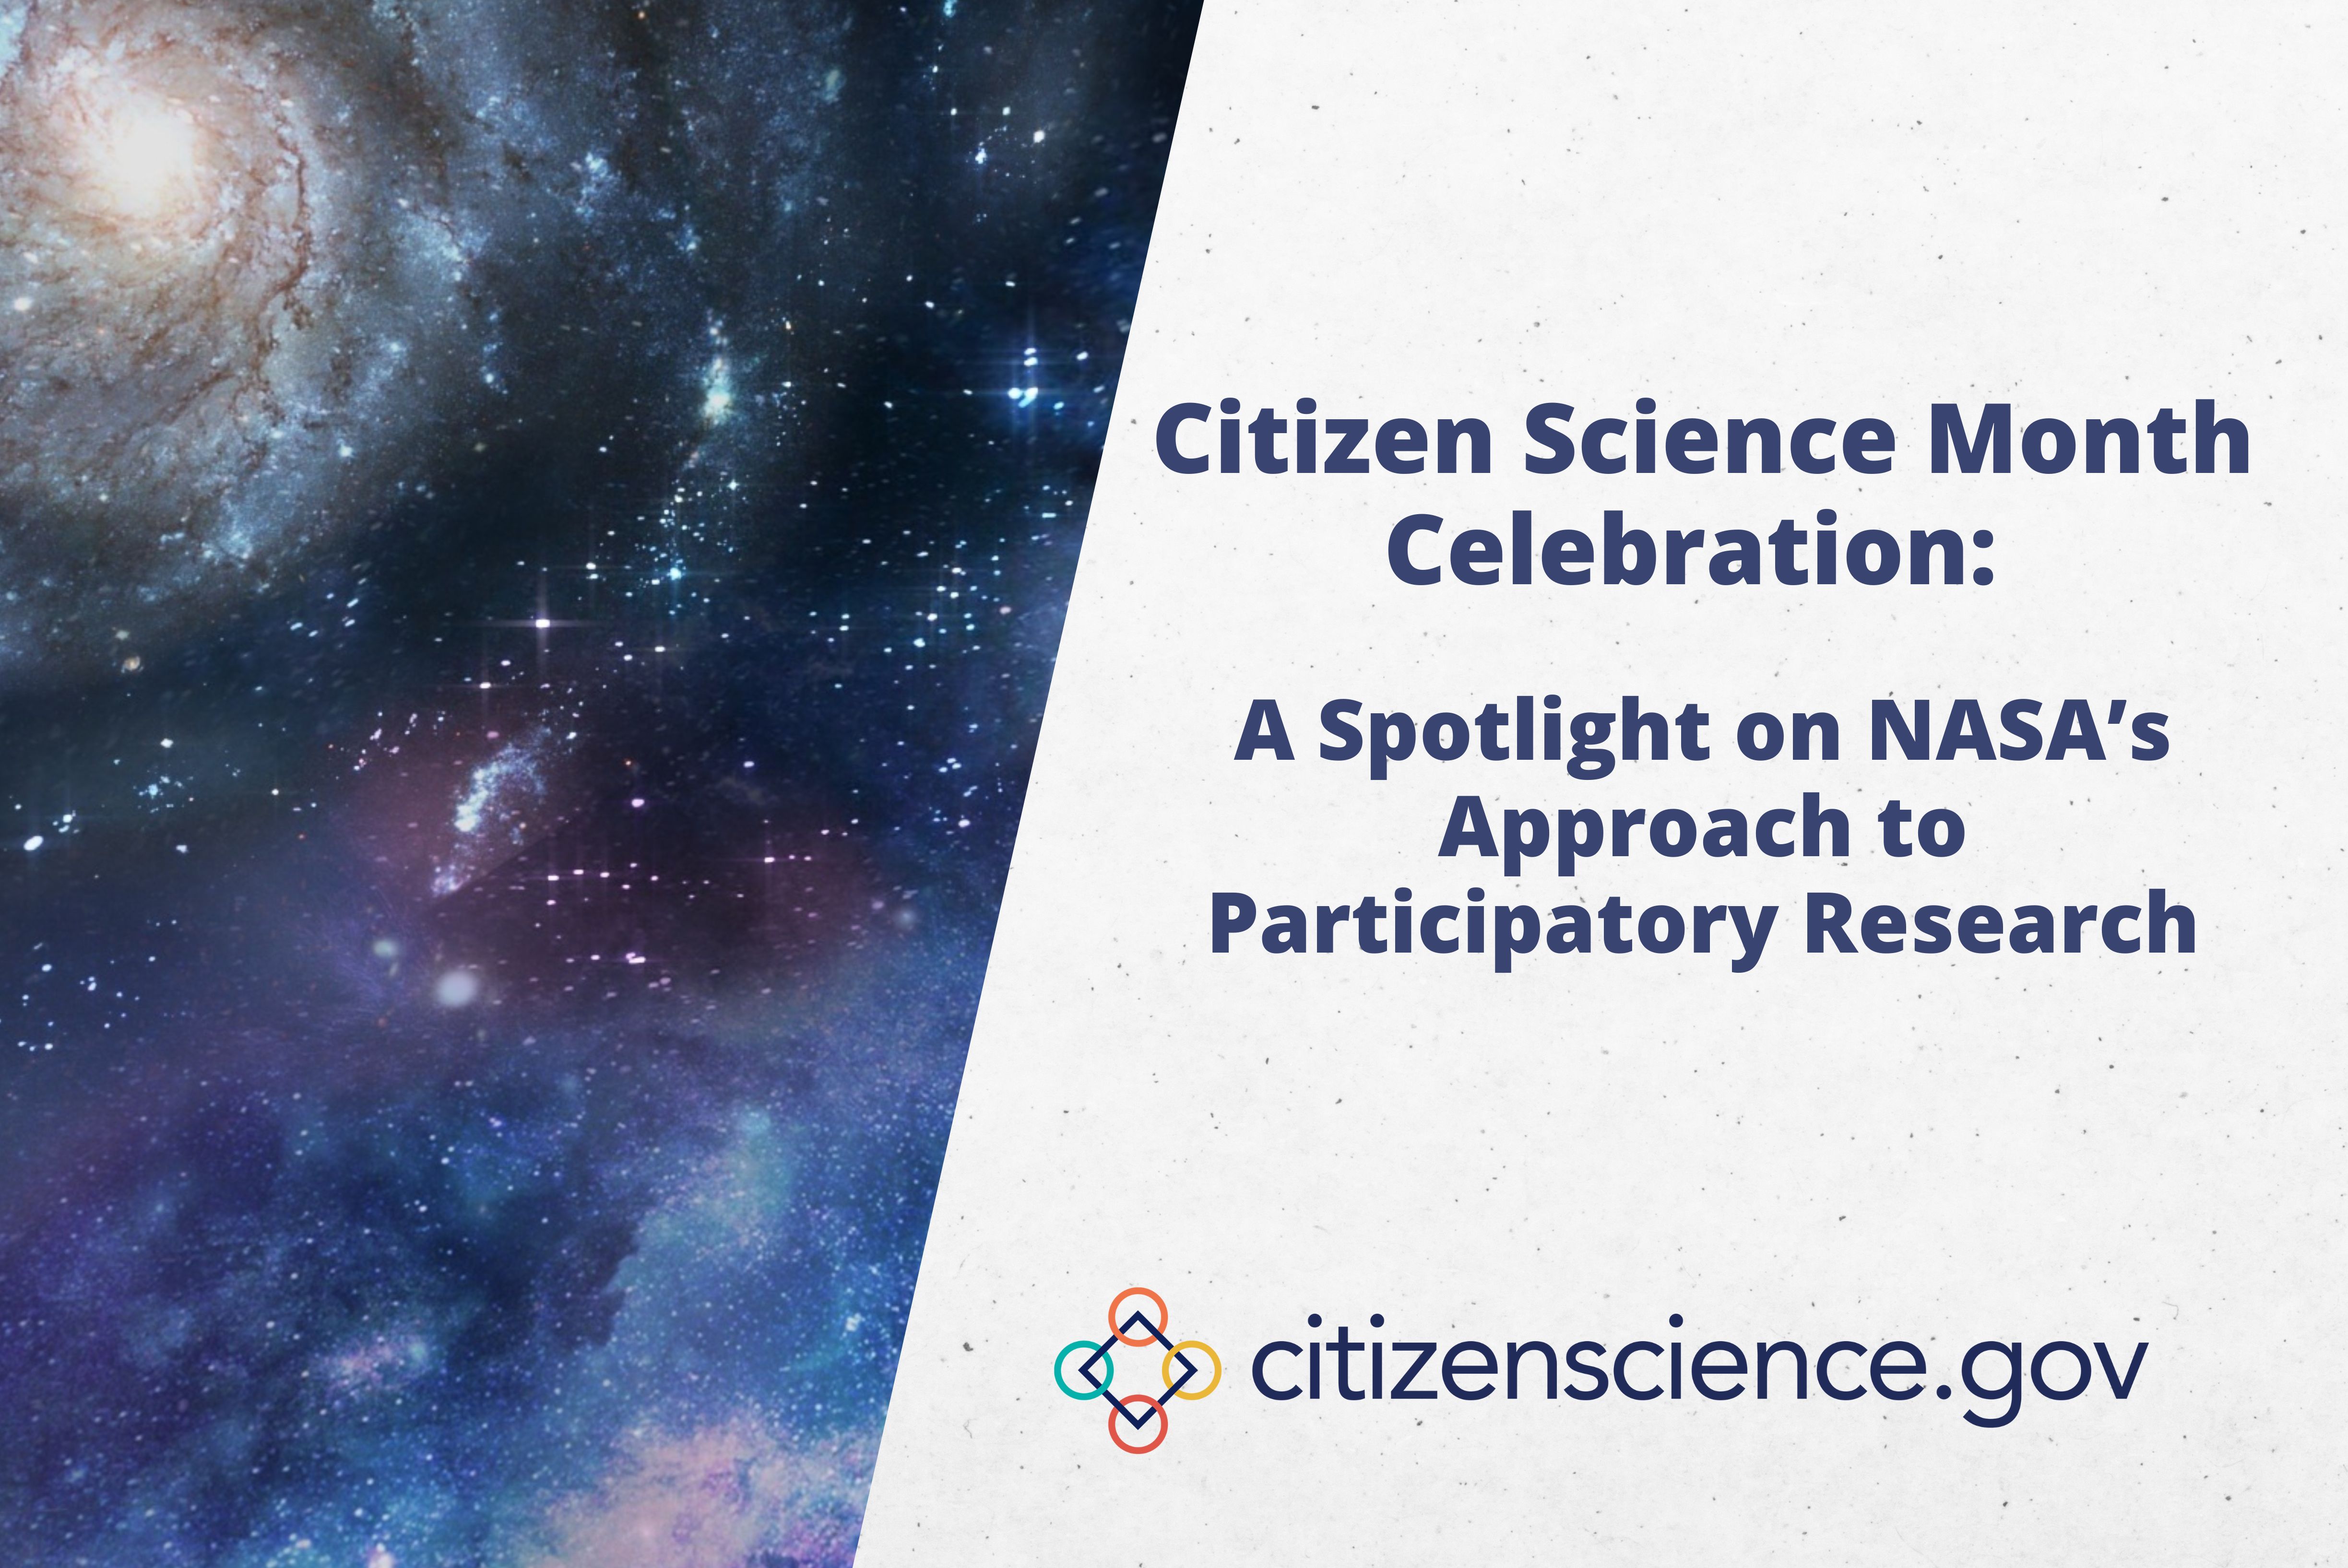 Citizen Science Month
Celebration:
A Spotlight on NASA’s
Approach to
Participatory Research
citizenscience.gov